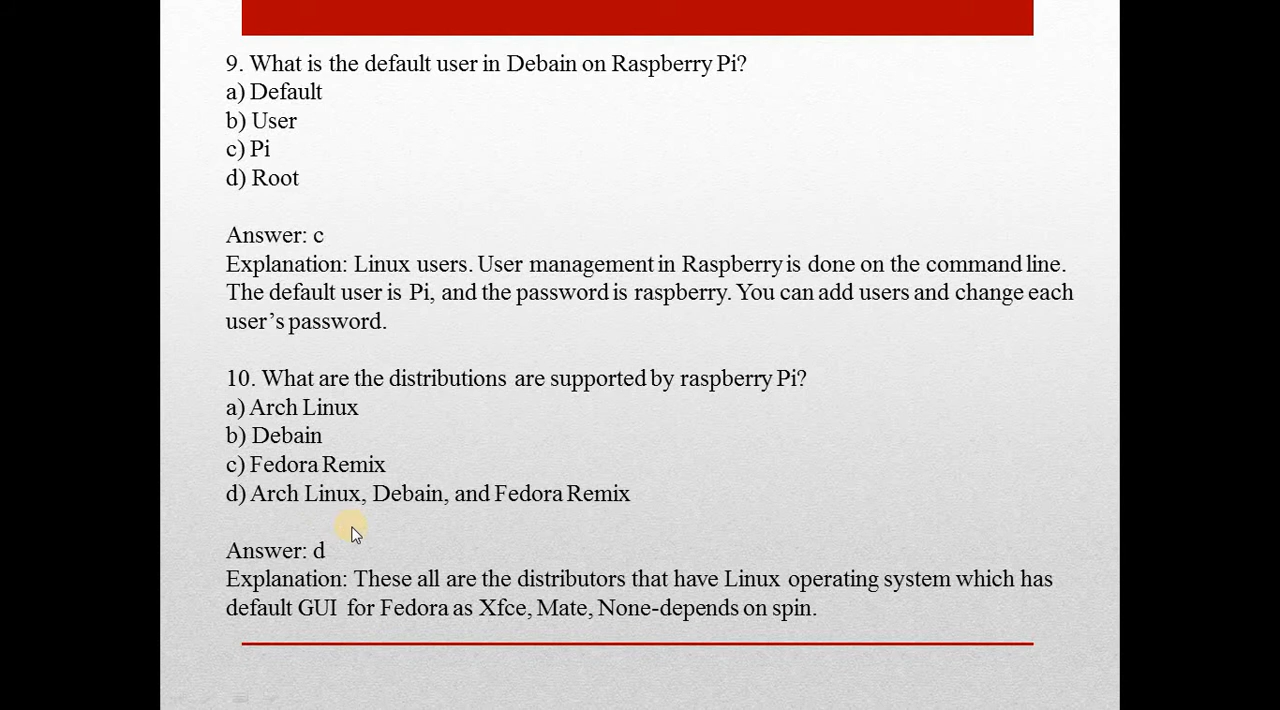 9. What is the default user in Debain on Raspberry Pi?
a) Default
b) User
c) Pi
d) Root
Answer: c
Explanation: Linux users. User management in Raspberry is done on the command line.
The default user is Pi, and the password is raspberry. You can add users and change each
user’s password.
10. What are the distributions are supported by raspberry Pi?
a) Arch Linux
b) Debain
c) Fedora Remix
d) Arch Linux, Debain, and Fedora Remix
Answer: d
Explanation: These all are the distributors that have Linux operating system which has
default GUI for Fedora as Xfce, Mate, None-depends on spin.